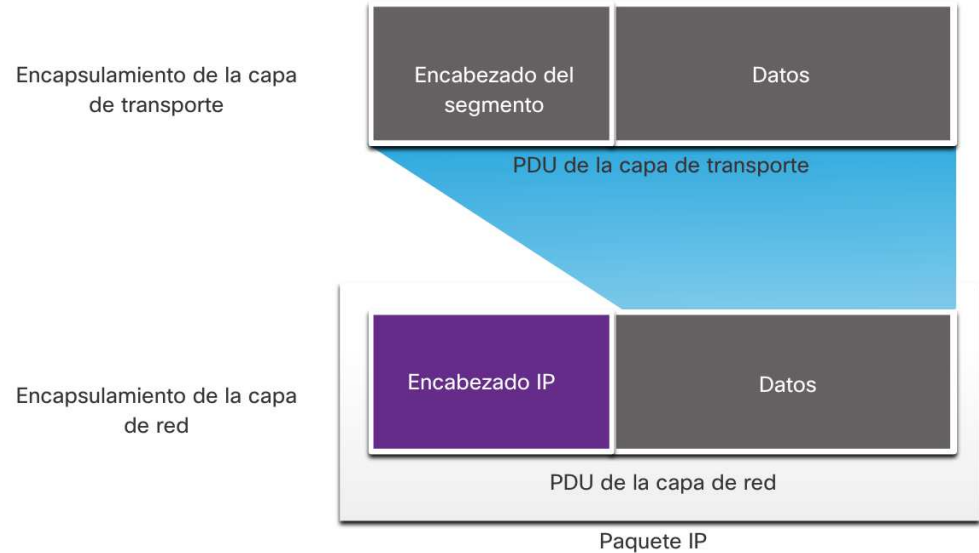 Encapsulamiento de la capa
de transporte
Encabezado del
segmento
Datos
PDU de la capa de transporte
Encapsulamiento de la capa
de red
Encabezado IP
Datos
PDU de la capa de red
Paquete IP